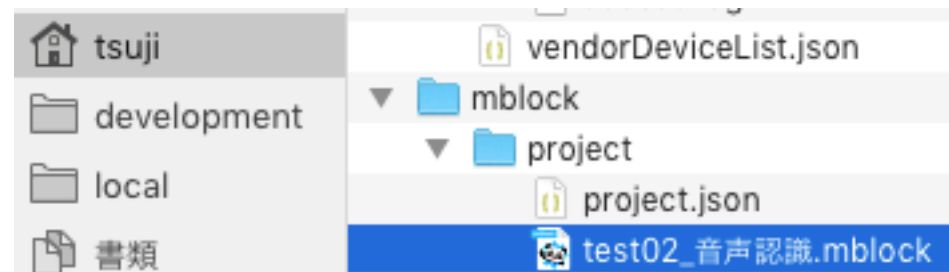 tsuji
development
local
書類
vendorDeviceList.json
mblock
project
project.json
test02_音声認識.mblock